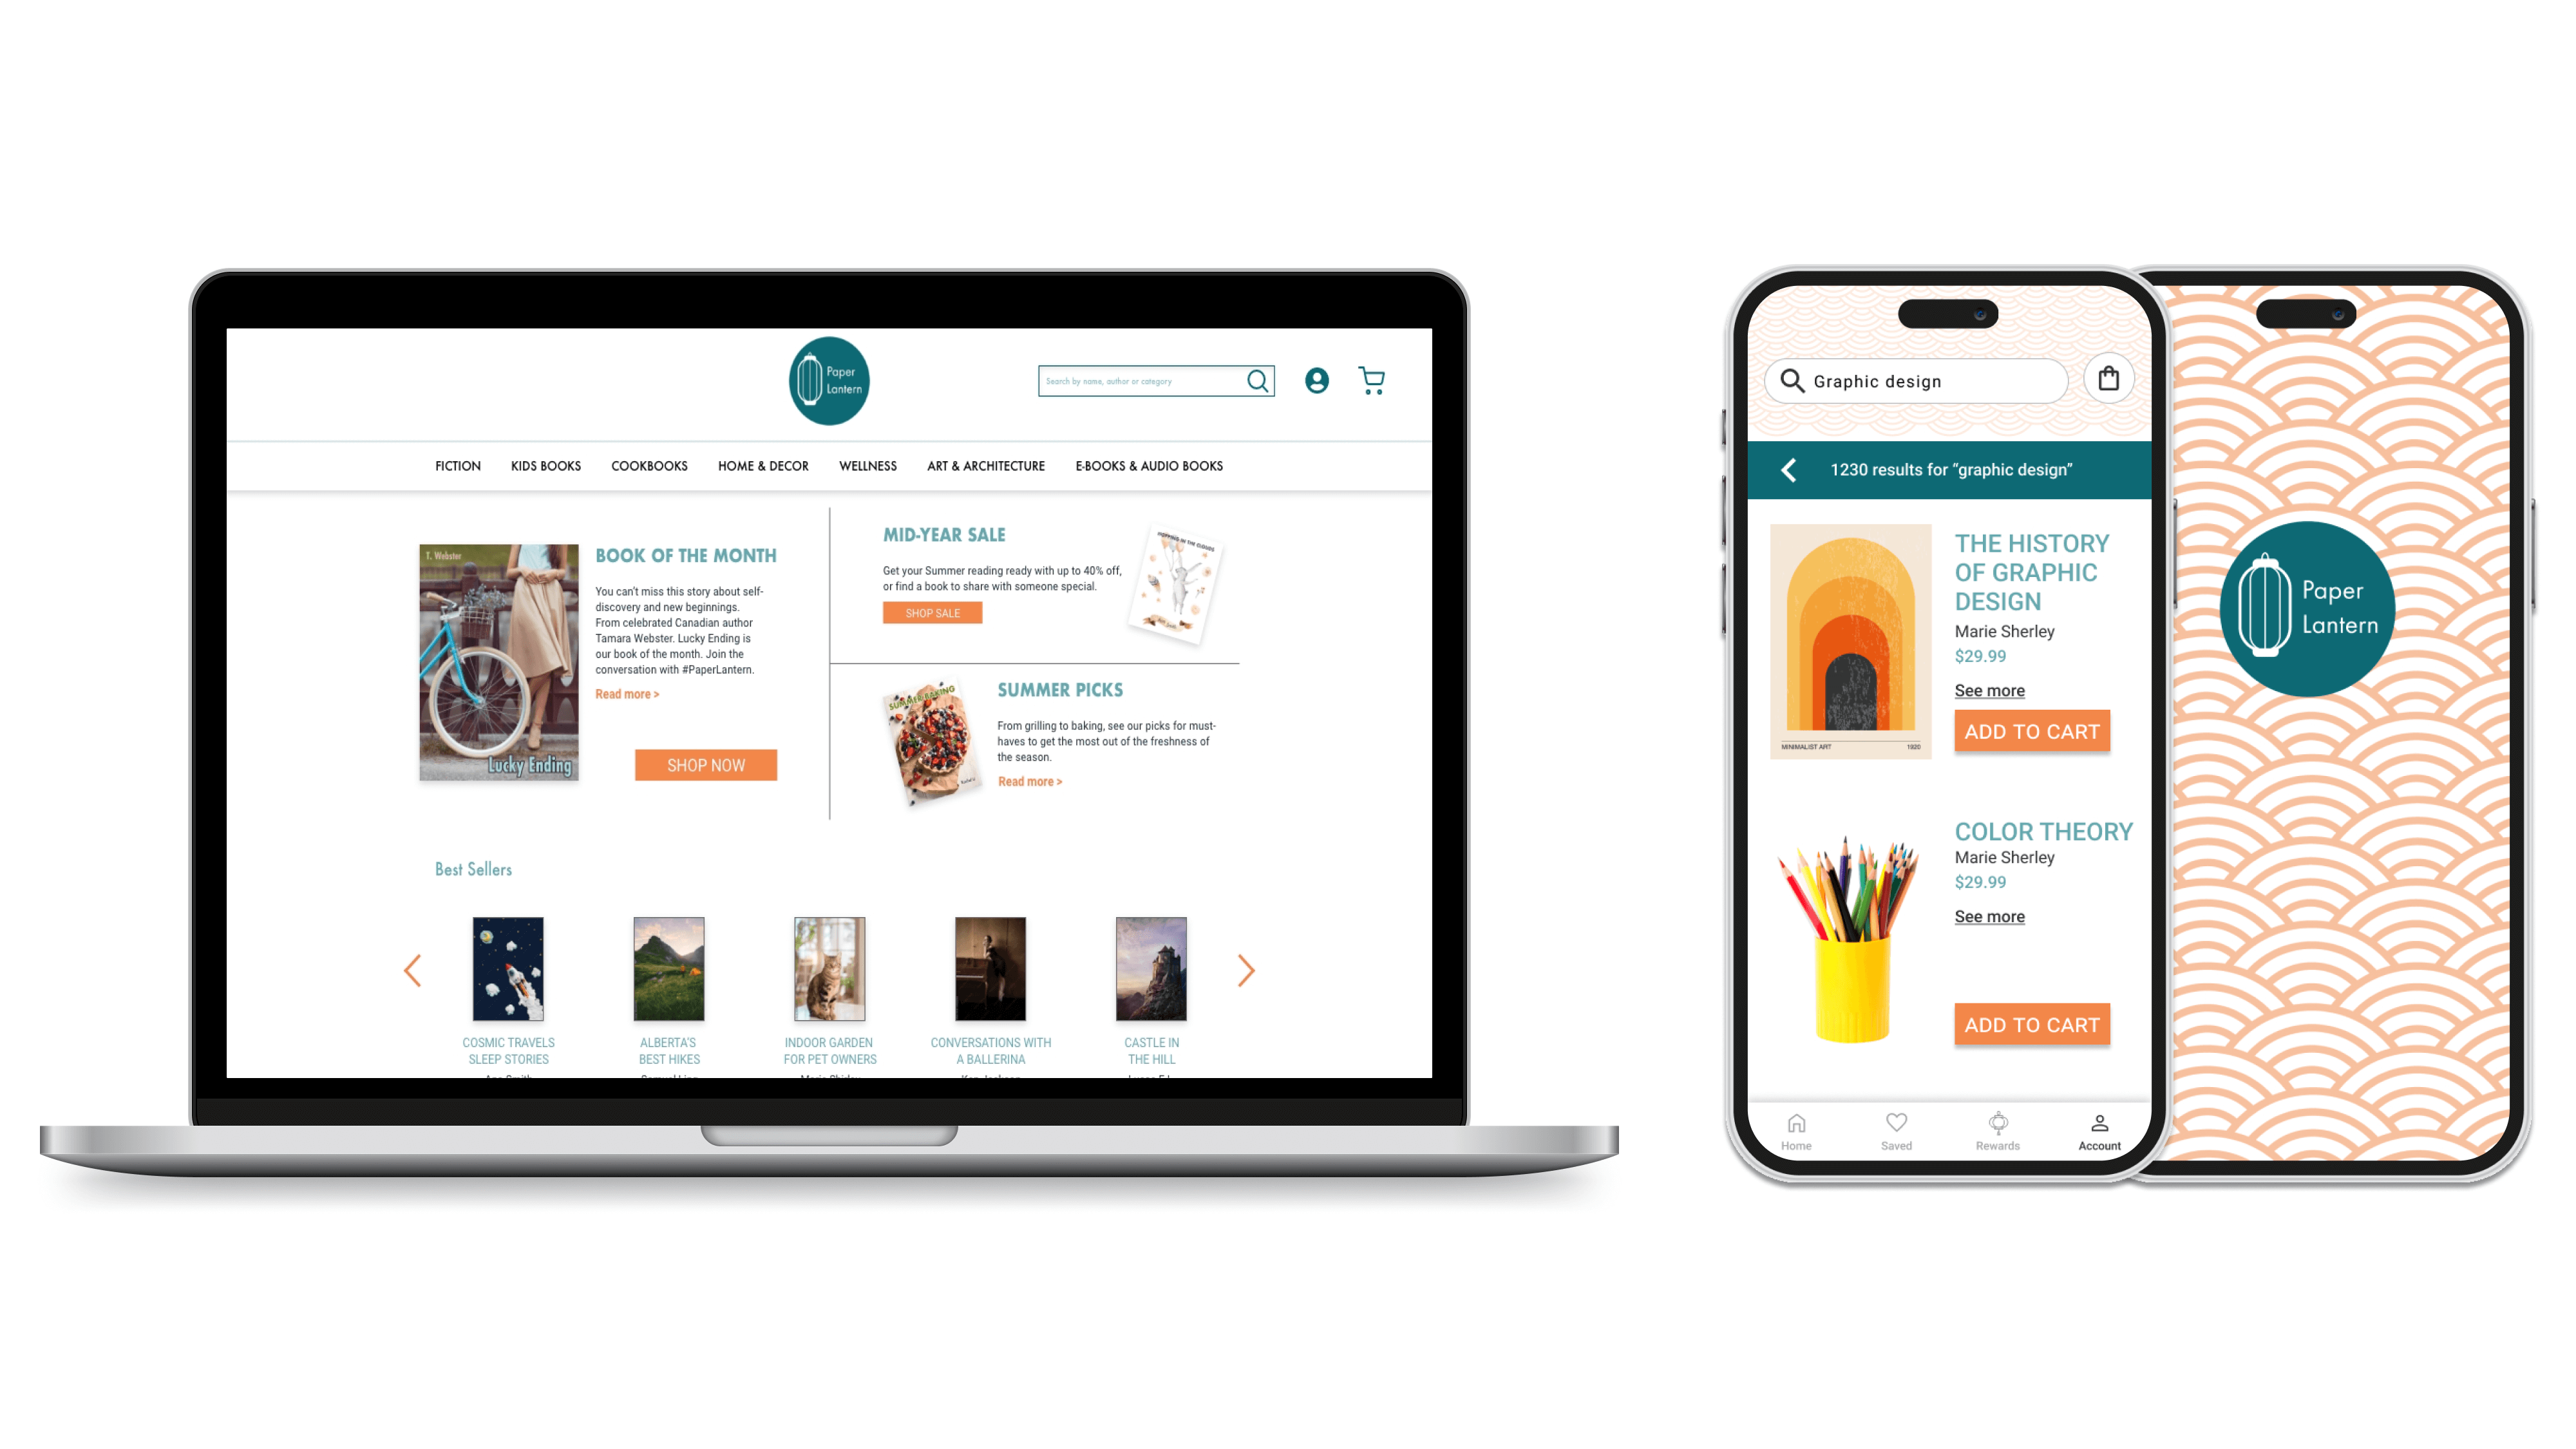 Paper
Lantern
Search by name, author or category
FICTION KIDS BOOKS COOKBOOKS HOME & DECOR WELLNESS ART & ARCHITECTURE E-BOOKS & AUDIO BOOKS
T. Webster
Lucky Ending
BOOK OF THE MONTH
You can't miss this story about self-
discovery and new beginnings.
From celebrated Canadian author
Tamara Webster. Lucky Ending is
our book of the month. Join the
conversation with #PaperLantern.
Read more >
SHOP NOW
MID-YEAR SALE
Get your Summer reading ready with up to 40% off,
or find a book to share with someone special.
SHOP SALE
HOPPING IN THE CLOUDS
SUMMER BAKING
SUMMER PICKS
From grilling to baking, see our picks for must-
haves to get the most out of the freshness of
the season.
Read more >
Best Sellers
COSMIC TRAVELS
SLEEP STORIES
ALBERTA'S
BEST HIKES
INDOOR GARDEN
FOR PET OWNERS
CONVERSATIONS WITH
A BALLERINA
CASTLE IN
THE HILL
Graphic design
1230 results for “graphic design”
MINIMALIST ART 1920
THE HISTORY
OF GRAPHIC
DESIGN
Marie Sherley
$29.99
See more
ADD TO CART
COLOR THEORY
Marie Sherley
$29.99
See more
ADD TO CART
Home Saved Rewards Account
Paper
Lantern